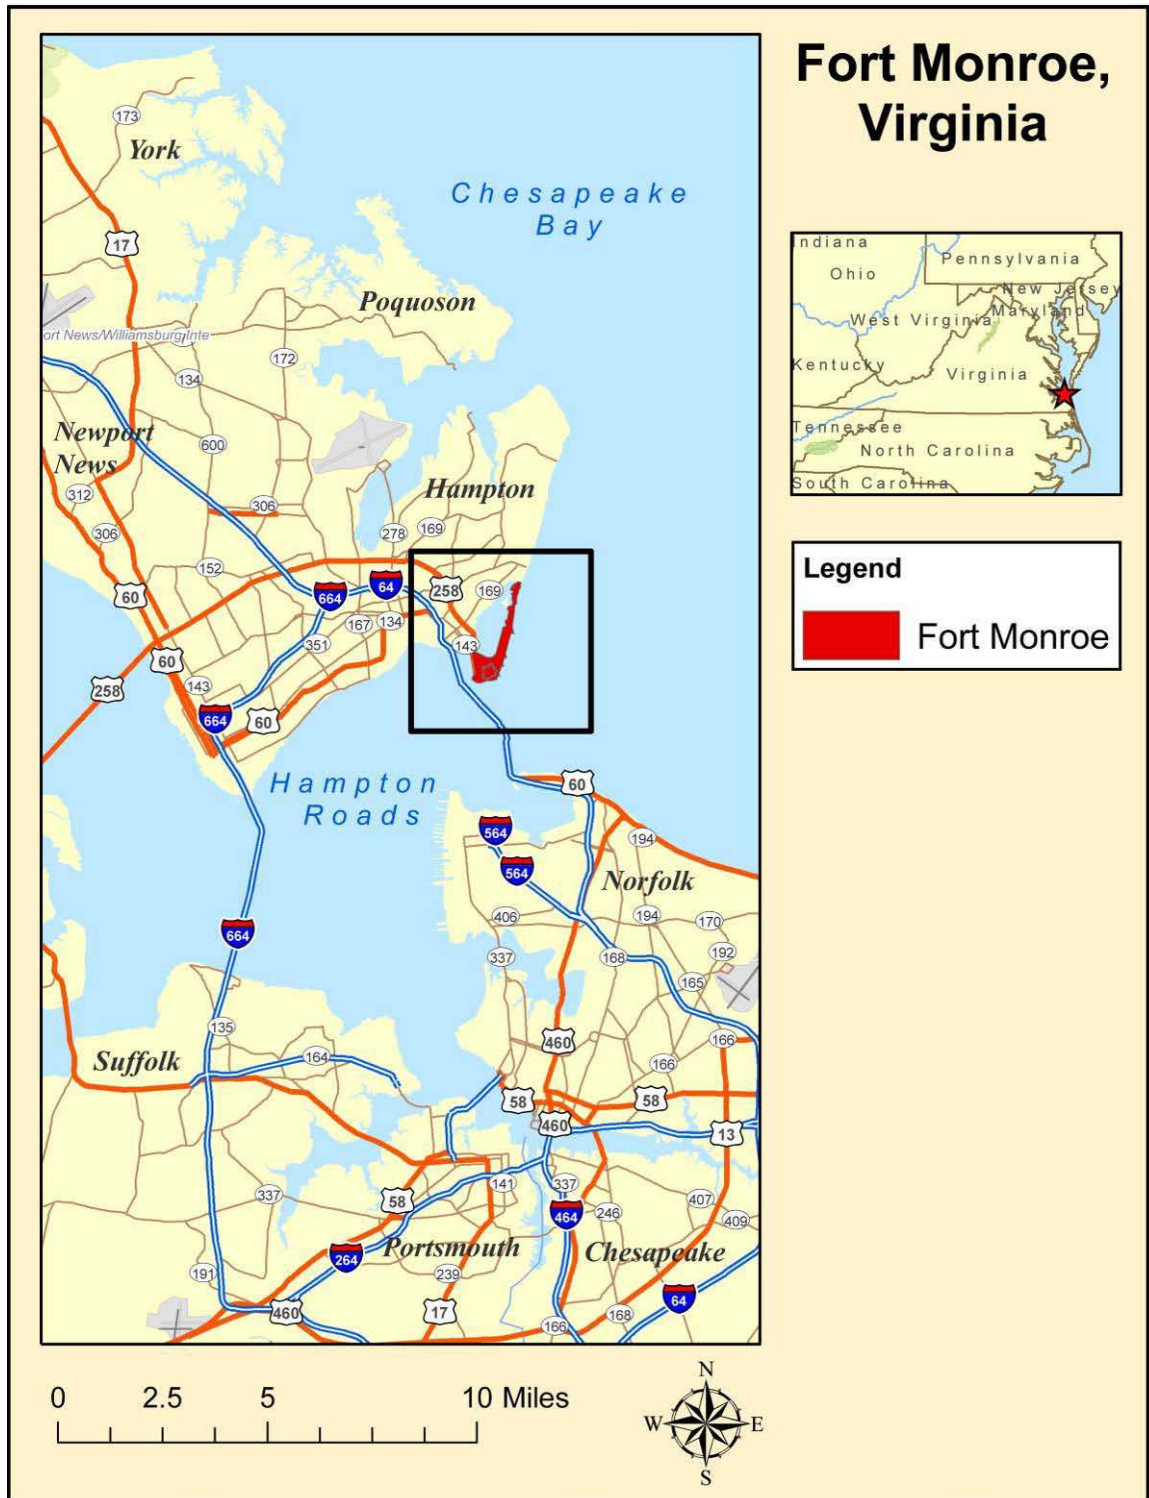 Fort Monroe,
Virginia
173
York
Chesapeake
Bay
17
Poquoson
ort News/Williamsburg Inte
172
134
Newport
News
600
312
Hampton
306
306
278
169
152
60
664
64
258
169
167
134
351
143
60
143
258
664
60
Hampton
Roads
60
564
194
564
Norfolk
406
194
170
664
337
168
192
165
135
460
166
Suffolk
164
166
58
58
460
13
337
58
141
337
407
464
246
409
Portsmouth
Chesapeake
264
191
239
64
460
17
168
166
Indiana
Ohio
Pennsylvania
New Jersey
Maryland
West Virginia
Kentucky
Virginia
Tennessee
North Carolina
South Carolina
Legend
Fort Monroe
0 2.5 5 10 Miles
N
W E
S